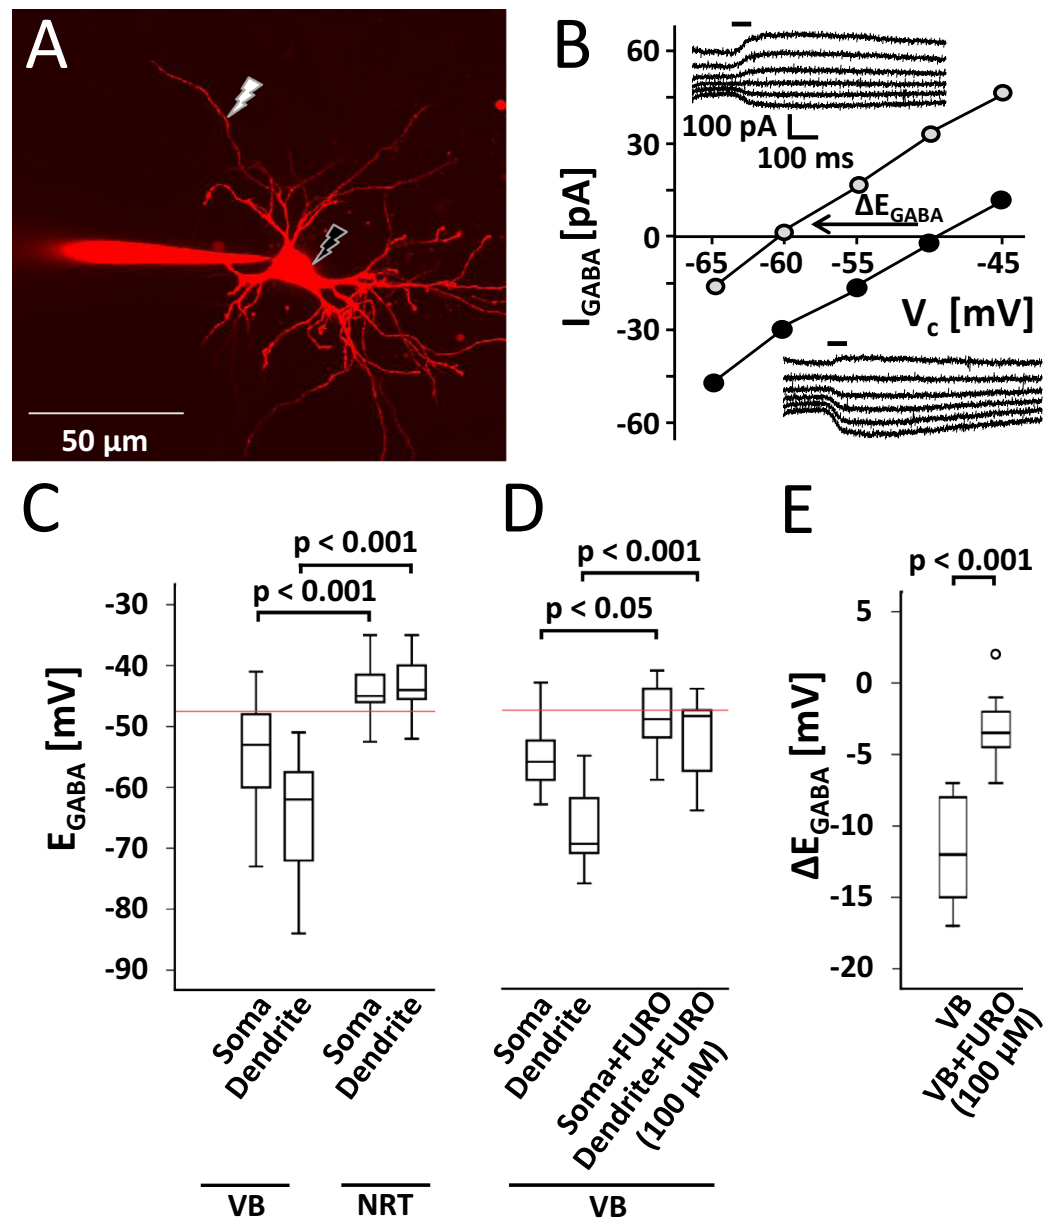 A
50 µm
B
60
30
0
-30
-60
I_GABA [pA]
100 pA
100 ms
ΔE_GABA
-65
-60
-55
-45
V_c [mV]
C
p < 0.001
p < 0.001
-30
-40
-50
-60
-70
-80
-90
E_GABA [mV]
Soma
Dendrite
Soma
Dendrite
VB
NRT
D
p < 0.001
p < 0.05
Soma
Dendrite
Soma+FURO
Dendrite+FURO
(100 µM)
VB
E
p < 0.001
5
0
-5
-10
-15
-20
ΔE_GABA [mV]
VB
VB+FURO
(100 µM)